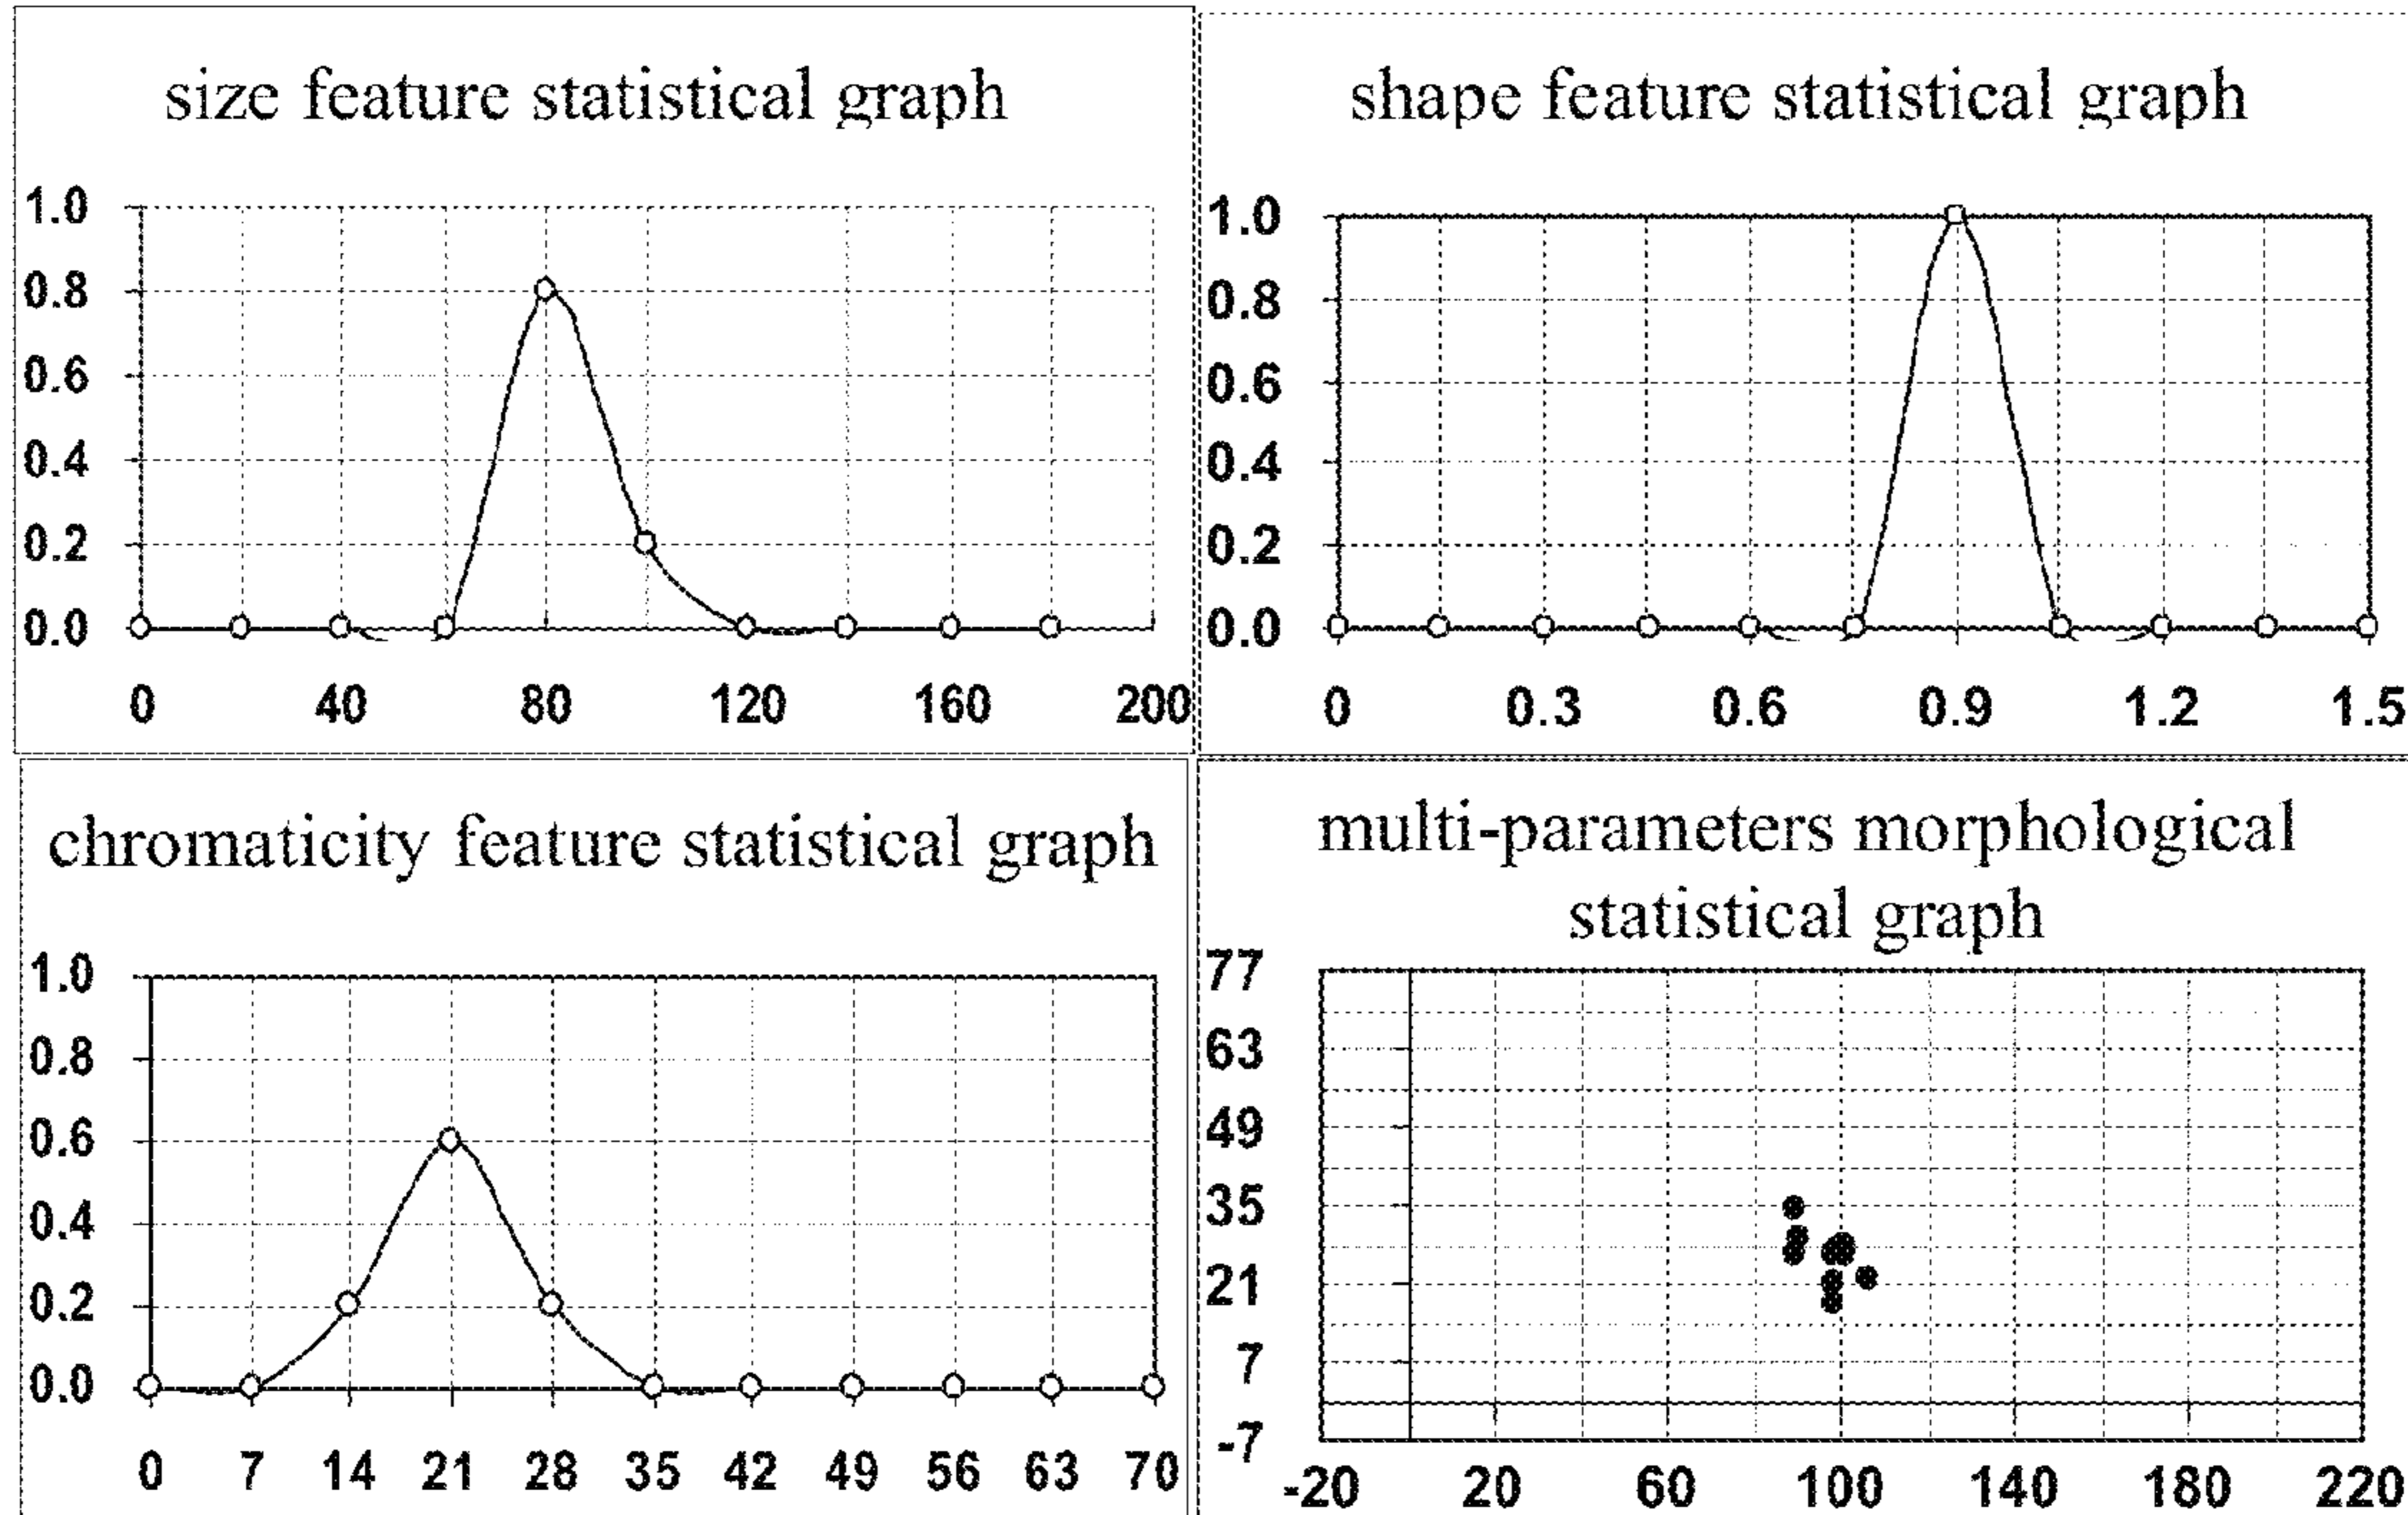 size feature statistical graph
1.0
0.8
0.6
0.4
0.2
0.0
0 40 80 120 160 200
shape feature statistical graph
1.0
0.8
0.6
0.4
0.2
0.0
0 0.3 0.6 0.9 1.2 1.5
chromaticity feature statistical graph
1.0
0.8
0.6
0.4
0.2
0.0
0 7 14 21 28 35 42 49 56 63 70
multi-parameters morphological
statistical graph
77
63
49
35
21
7
-7
-20 20 60 100 140 180 220